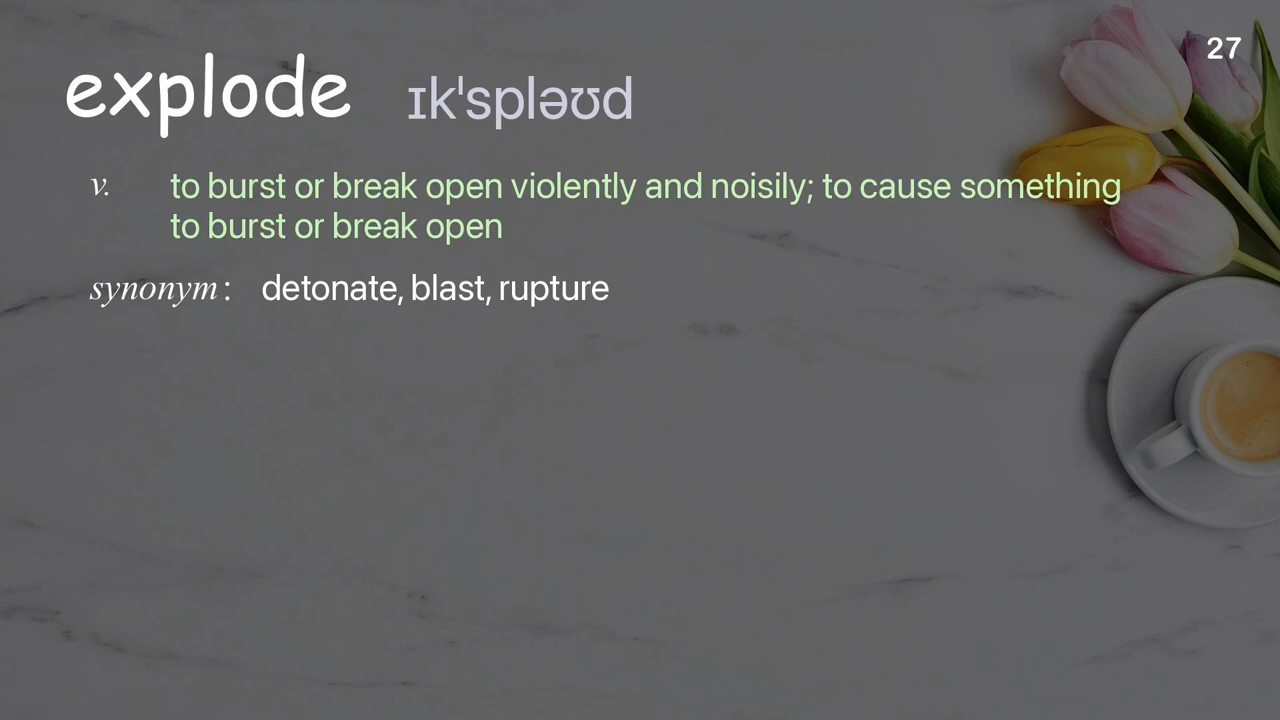 27
explode ɪkˈspləʊd
v. to burst or break open violently and noisily; to cause something
to burst or break open
synonym : detonate, blast, rupture